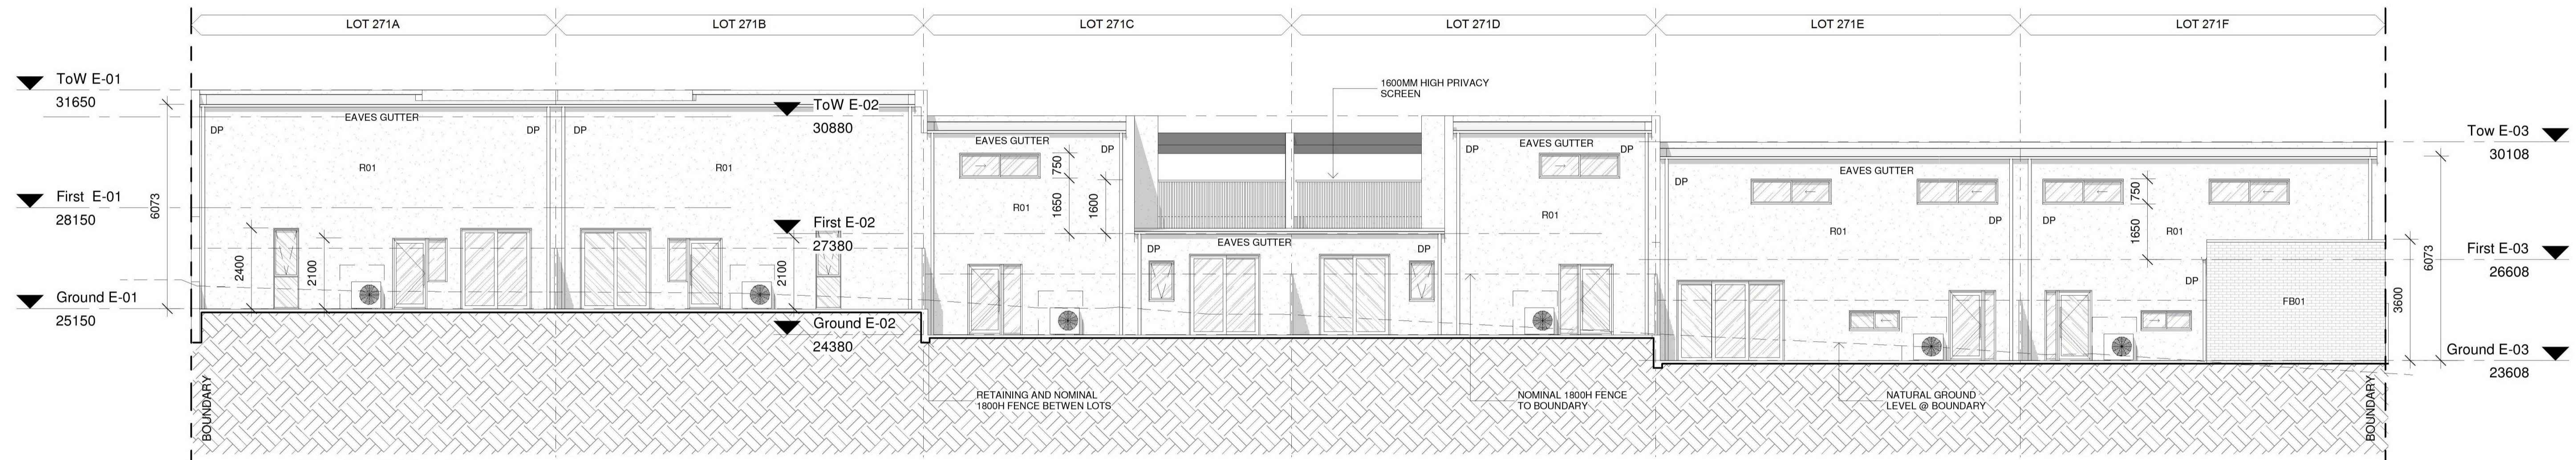 LOT 271A
LOT 271B
LOT 271C
LOT 271D
LOT 271E
LOT 271F
ToW E-01
31650
First E-01
28150
Ground E-01
25150
6073
EAVES GUTTER
DP
DP
R01
2400
2100
BOUNDARY
DP
R01
ToW E-02
30880
First E-02
27380
2100
Ground E-02
24380
EAVES GUTTER
DP
750
1650
1600
R01
1600MM HIGH PRIVACY
SCREEN
DP
EAVES GUTTER
DP
RETAINING AND NOMINAL
1800H FENCE BETWEN LOTS
DP
EAVES GUTTER
DP
R01
NOMINAL 1800H FENCE
TO BOUNDARY
DP
EAVES GUTTER
DP
R01
NATURAL GROUND
LEVEL @ BOUNDARY
DP
750
1650
R01
DP
FB01
3600
6073
BOUNDARY
Tow E-03
30108
First E-03
26608
Ground E-03
23608